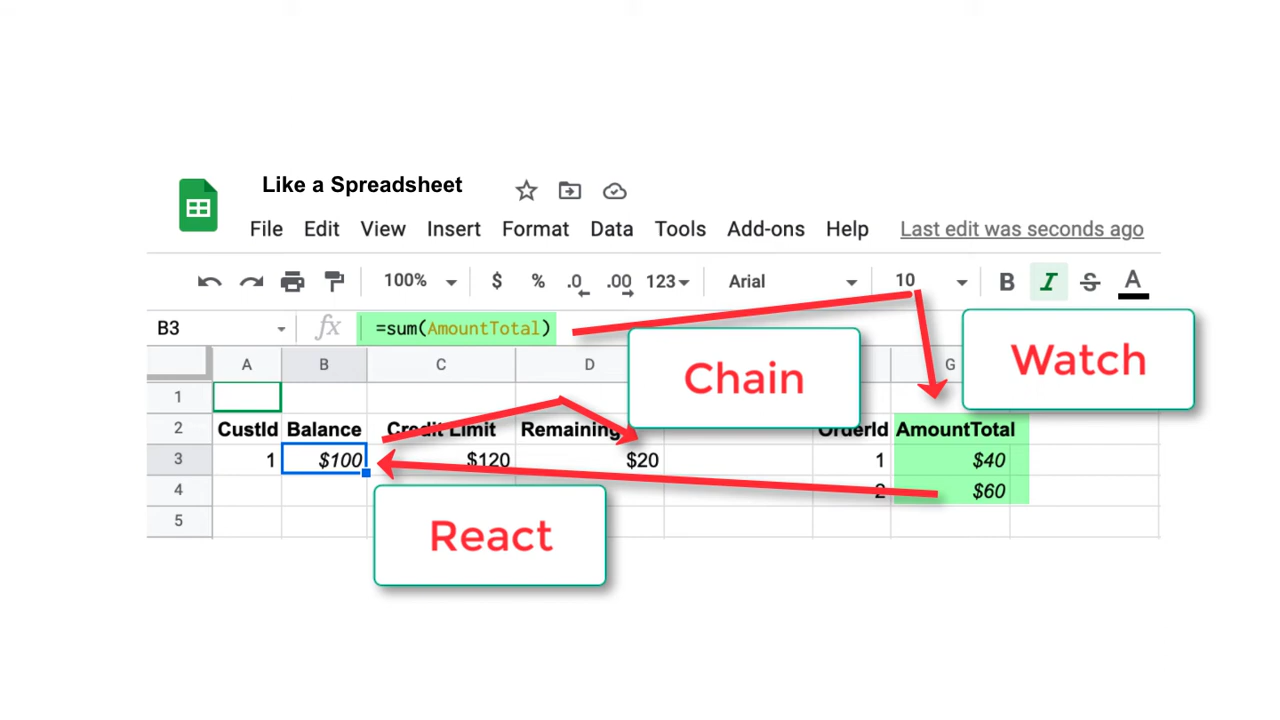 Like a Spreadsheet
File Edit View Insert Format Data Tools Add-ons Help Last edit was seconds ago
100% $ % .0 .00 123 Arial 10 B I S A
B3 fx =sum(AmountTotal)
A B C D G
Chain
Watch
1
2 CustId Balance Credit Limit Remaining OrderId AmountTotal
3 1 $100 $120 $20 1 $40
4 2 $60
5
React